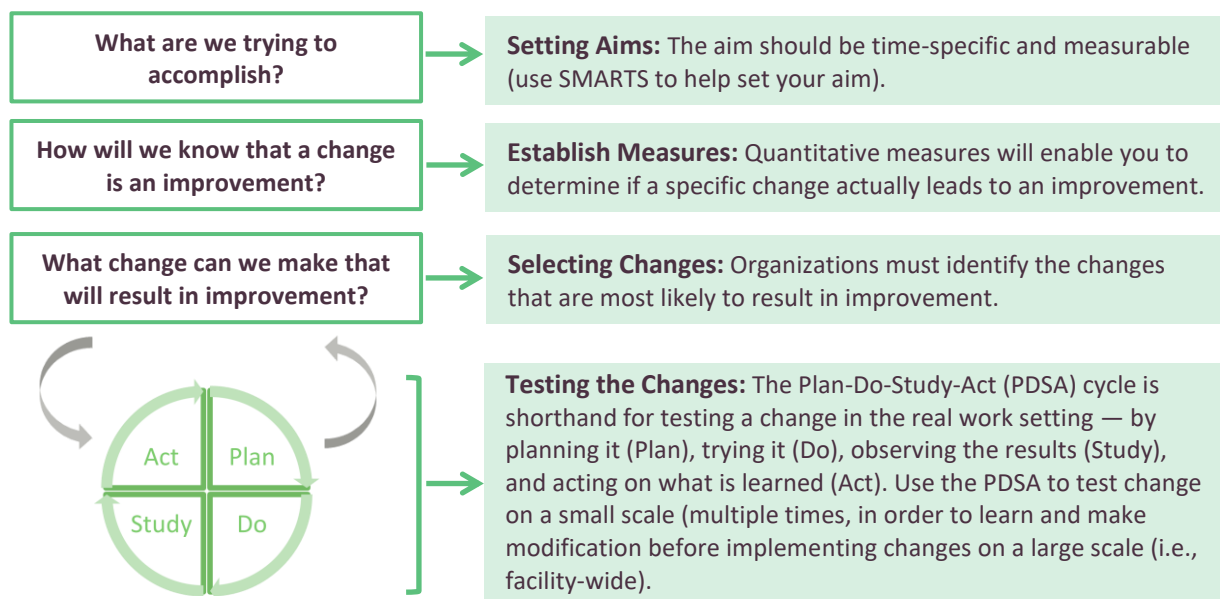 What are we trying to
accomplish?
Setting Aims: The aim should be time-specific and measurable
(use SMARTS to help set your aim).
How will we know that a change
is an improvement?
Establish Measures: Quantitative measures will enable you to
determine if a specific change actually leads to an improvement.
What change can we make that
will result in improvement?
Selecting Changes: Organizations must identify the changes
that are most likely to result in improvement.
Act
Plan
Study
Do
Testing the Changes: The Plan-Do-Study-Act (PDSA) cycle is
shorthand for testing a change in the real work setting — by
planning it (Plan), trying it (Do), observing the results (Study),
and acting on what is learned (Act). Use the PDSA to test change
on a small scale (multiple times, in order to learn and make
modification before implementing changes on a large scale (i.e.,
facility-wide).